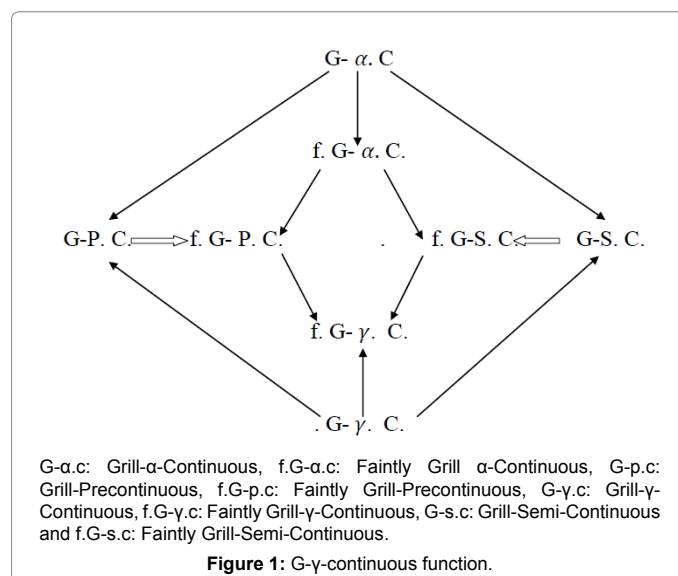 G- α. C
f. G- α. C.
G-P. C. f. G- P. C. . f. G-S. C. G-S. C.
f. G- γ. C.
. G- γ. C.
G-α.c: Grill-α-Continuous, f.G-α.c: Faintly Grill α-Continuous, G-p.c:
Grill-Precontinuous, f.G-p.c: Faintly Grill-Precontinuous, G-γ.c: Grill-γ-
Continuous, f.G-γ.c: Faintly Grill-γ-Continuous, G-s.c: Grill-Semi-Continuous
and f.G-s.c: Faintly Grill-Semi-Continuous.
Figure 1: G-γ-continuous function.